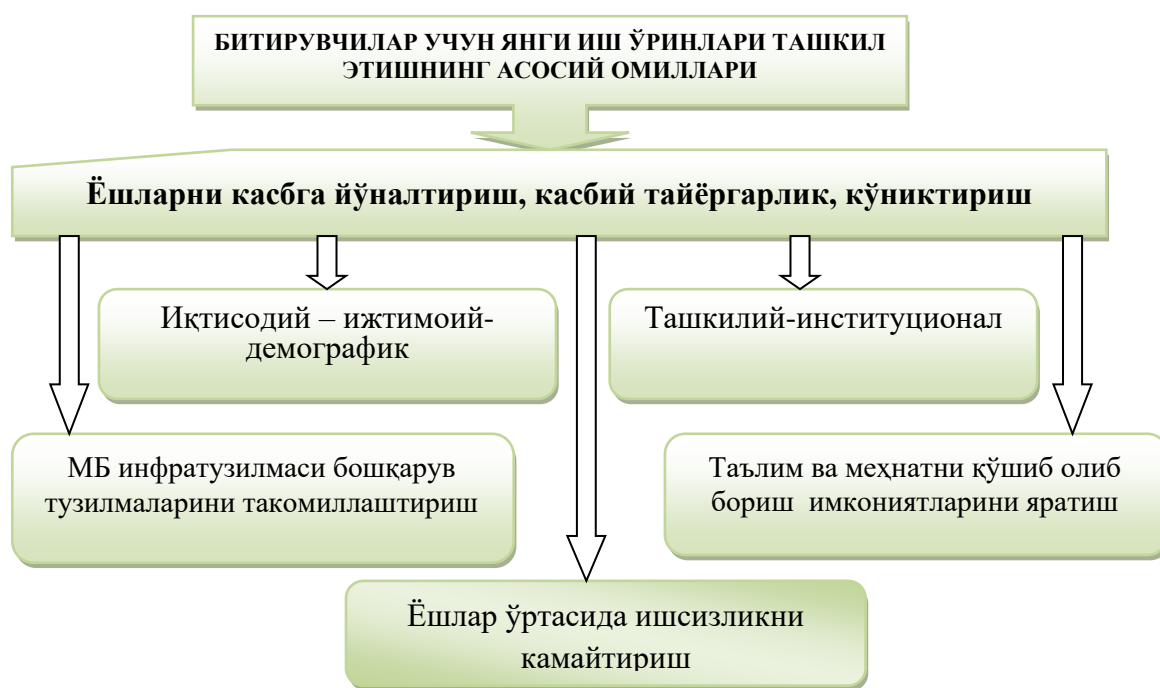 БИТИРУВЧИЛАР УЧУН ЯНГИ ИШ ЎРИНЛАРИ ТАШКИЛ
ЭТИШНИНГ АСОСИЙ ОМИЛЛАРИ
Ёшларни касбга йўналтириш, касбий тайёргарлик, кўниктириш
Иқтисодий – ижтимоий-
демографик
Ташкилий-институционал
МБ инфратузилмаси бошқарув
тузилмаларини такомиллаштириш
Таълим ва меҳнатни қўшиб олиб
бориш имкониятларини яратиш
Ёшлар ўртасида ишсизликни
камайтириш